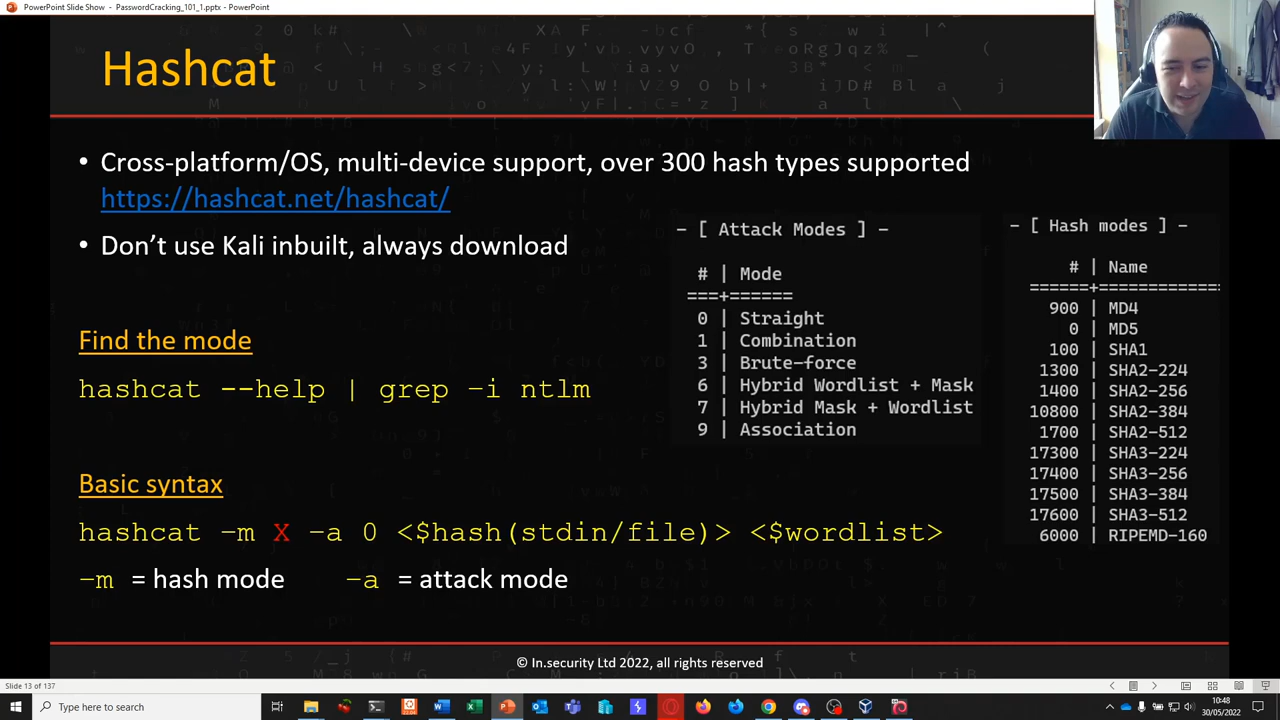 PowerPoint Slide Show - PasswordCracking_101_1.pptx - PowerPoint
Hashcat
• Cross-platform/OS, multi-device support, over 300 hash types supported
https://hashcat.net/hashcat/
• Don’t use Kali inbuilt, always download
Find the mode
hashcat --help | grep –i ntlm
Basic syntax
hashcat –m X –a 0 <$hash(stdin/file)> <$wordlist>
–m = hash mode –a = attack mode
- [ Attack Modes ] -
# | Mode
===+======
0 | Straight
1 | Combination
3 | Brute-force
6 | Hybrid Wordlist + Mask
7 | Hybrid Mask + Wordlist
9 | Association
- [ Hash modes ] -
# | Name
======+============
900 | MD4
0 | MD5
100 | SHA1
1300 | SHA2-224
1400 | SHA2-256
10800 | SHA2-384
1700 | SHA2-512
17300 | SHA3-224
17400 | SHA3-256
17500 | SHA3-384
17600 | SHA3-512
6000 | RIPEMD-160
© In.security Ltd 2022, all rights reserved
Slide 13 of 137
Type here to search
10:48
30/05/2022